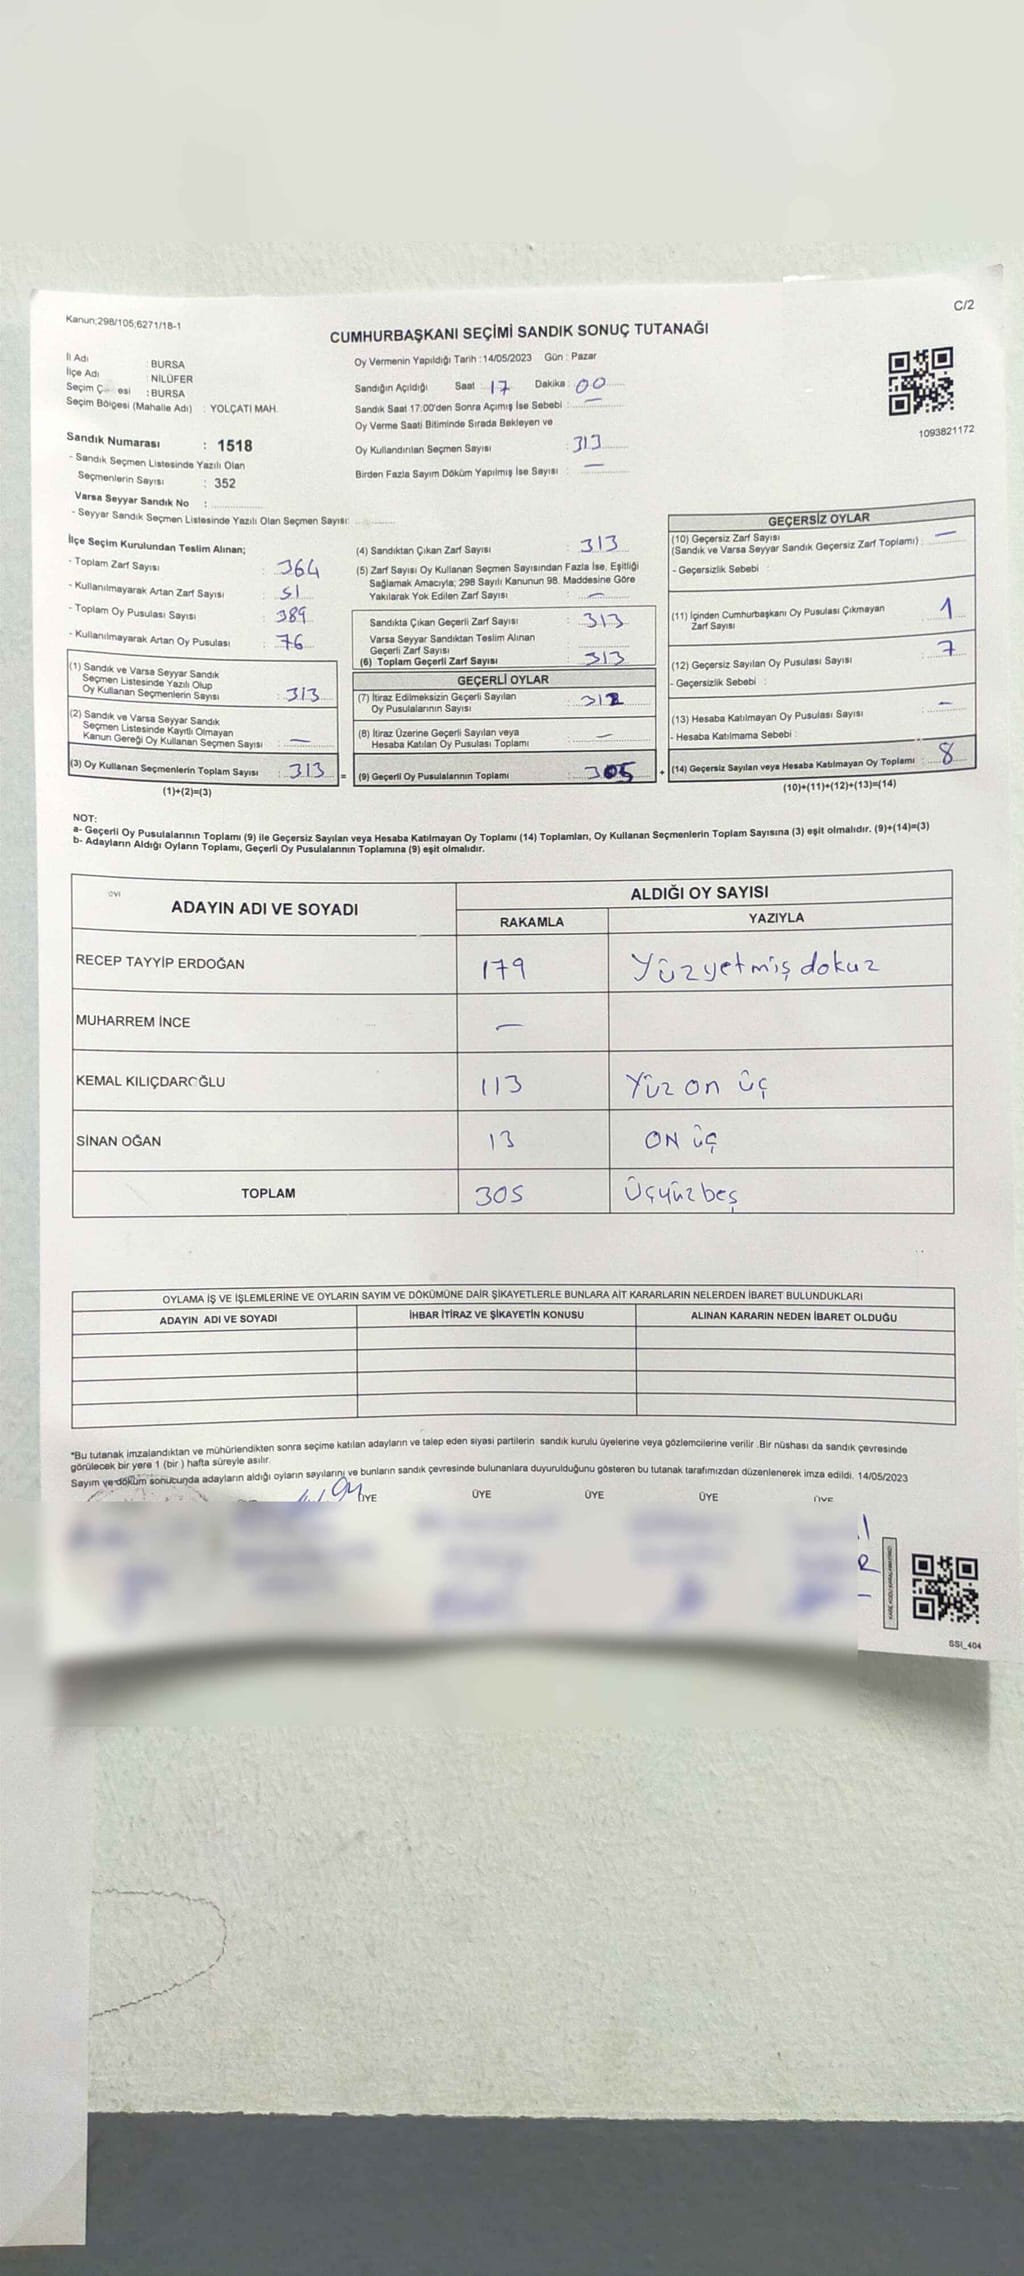 Kanun;298/105;6271/18-1
C/2
CUMHURBAŞKANI SEÇİMİ SANDIK SONUÇ TUTANAĞI
İl Adı : BURSA
İlçe Adı : NİLÜFER
Seçim Ç esi : BURSA
Seçim Bölgesi (Mahalle Adı) : YOLÇATI MAH.
Sandık Numarası : 1518
- Sandık Seçmen Listesinde Yazılı Olan
Seçmenlerin Sayısı : 352
Varsa Seyyar Sandık No :
- Seyyar Sandık Seçmen Listesinde Yazılı Olan Seçmen Sayısı:
Oy Vermenin Yapıldığı Tarih : 14/05/2023 Gün : Pazar
Sandığın Açıldığı Saat : 17 Dakika : 00
Sandık Saat 17:00'den Sonra Açımış İse Sebebi : —
Oy Verme Saati Bitiminde Sırada Bekleyen ve
Oy Kullandırılan Seçmen Sayısı : 313
Birden Fazla Sayım Döküm Yapılmış İse Sayısı : —
1093821172
İlçe Seçim Kurulundan Teslim Alınan;
- Toplam Zarf Sayısı : 364
- Kullanılmayarak Artan Zarf Sayısı : 51
- Toplam Oy Pusulası Sayısı : 389
- Kullanılmayarak Artan Oy Pusulası : 76
(1) Sandık ve Varsa Seyyar Sandık
Seçmen Listesinde Yazılı Olup
Oy Kullanan Seçmenlerin Sayısı : 313
(2) Sandık ve Varsa Seyyar Sandık
Seçmen Listesinde Kayıtlı Olmayan
Kanun Gereği Oy Kullanan Seçmen Sayısı : —
(3) Oy Kullanan Seçmenlerin Toplam Sayısı : 313 =
(1)+(2)=(3)
(4) Sandıktan Çıkan Zarf Sayısı : 313
(5) Zarf Sayısı Oy Kullanan Seçmen Sayısından Fazla İse, Eşitliği
Sağlamak Amacıyla; 298 Sayılı Kanunun 98. Maddesine Göre
Yakılarak Yok Edilen Zarf Sayısı : —
Sandıkta Çıkan Geçerli Zarf Sayısı : 313
Varsa Seyyar Sandıktan Teslim Alınan
Geçerli Zarf Sayısı :
(6) Toplam Geçerli Zarf Sayısı : 313
GEÇERLİ OYLAR
(7) İtiraz Edilmeksizin Geçerli Sayılan
Oy Pusulalarının Sayısı : 312
(8) İtiraz Üzerine Geçerli Sayılan veya
Hesaba Katılan Oy Pusulası Toplamı : —
(9) Geçerli Oy Pusulalarının Toplamı : 305 +
GEÇERSİZ OYLAR
(10) Geçersiz Zarf Sayısı
(Sandık ve Varsa Seyyar Sandık Geçersiz Zarf Toplamı) : —
- Geçersizlik Sebebi :
(11) İçinden Cumhurbaşkanı Oy Pusulası Çıkmayan
Zarf Sayısı : 1
(12) Geçersiz Sayılan Oy Pusulası Sayısı : 7
- Geçersizlik Sebebi :
(13) Hesaba Katılmayan Oy Pusulası Sayısı : —
- Hesaba Katılmama Sebebi :
(14) Geçersiz Sayılan veya Hesaba Katılmayan Oy Toplamı : 8
(10)+(11)+(12)+(13)=(14)
NOT:
a- Geçerli Oy Pusulalarının Toplamı (9) ile Geçersiz Sayılan veya Hesaba Katılmayan Oy Toplamı (14) Toplamları, Oy Kullanan Seçmenlerin Toplam Sayısına (3) eşit olmalıdır. (9)+(14)=(3)
b- Adayların Aldığı Oyların Toplamı, Geçerli Oy Pusulalarının Toplamına (9) eşit olmalıdır.
ADAYIN ADI VE SOYADI
ALDIĞI OY SAYISI
RAKAMLA YAZIYLA
RECEP TAYYİP ERDOĞAN 179 Yüzyetmiş dokuz
MUHARREM İNCE —
KEMAL KILIÇDAROĞLU 113 Yüz on üç
SİNAN OĞAN 13 ON üç
TOPLAM 305 Üçyüz beş
OYLAMA İŞ VE İŞLEMLERİNE VE OYLARIN SAYIM VE DÖKÜMÜNE DAİR ŞİKAYETLERLE BUNLARA AİT KARARLARIN NELERDEN İBARET BULUNDUKLARI
ADAYIN ADI VE SOYADI İHBAR İTİRAZ VE ŞİKAYETİN KONUSU ALINAN KARARIN NEDEN İBARET OLDUĞU
*Bu tutanak imzalandıktan ve mühürlendikten sonra seçime katılan adayların ve talep eden siyasi partilerin sandık kurulu üyelerine veya gözlemcilerine verilir. Bir nüshası da sandık çevresinde
görülecek bir yere 1 (bir) hafta süreyle asılır.
Sayım ve döküm sonucunda adayların aldığı oyların sayılarını ve bunların sandık çevresinde bulunanlara duyurulduğunu gösteren bu tutanak tarafımızdan düzenlenerek imza edildi. 14/05/2023
ÜYE ÜYE ÜYE ÜYE ÜYE
SSI_404